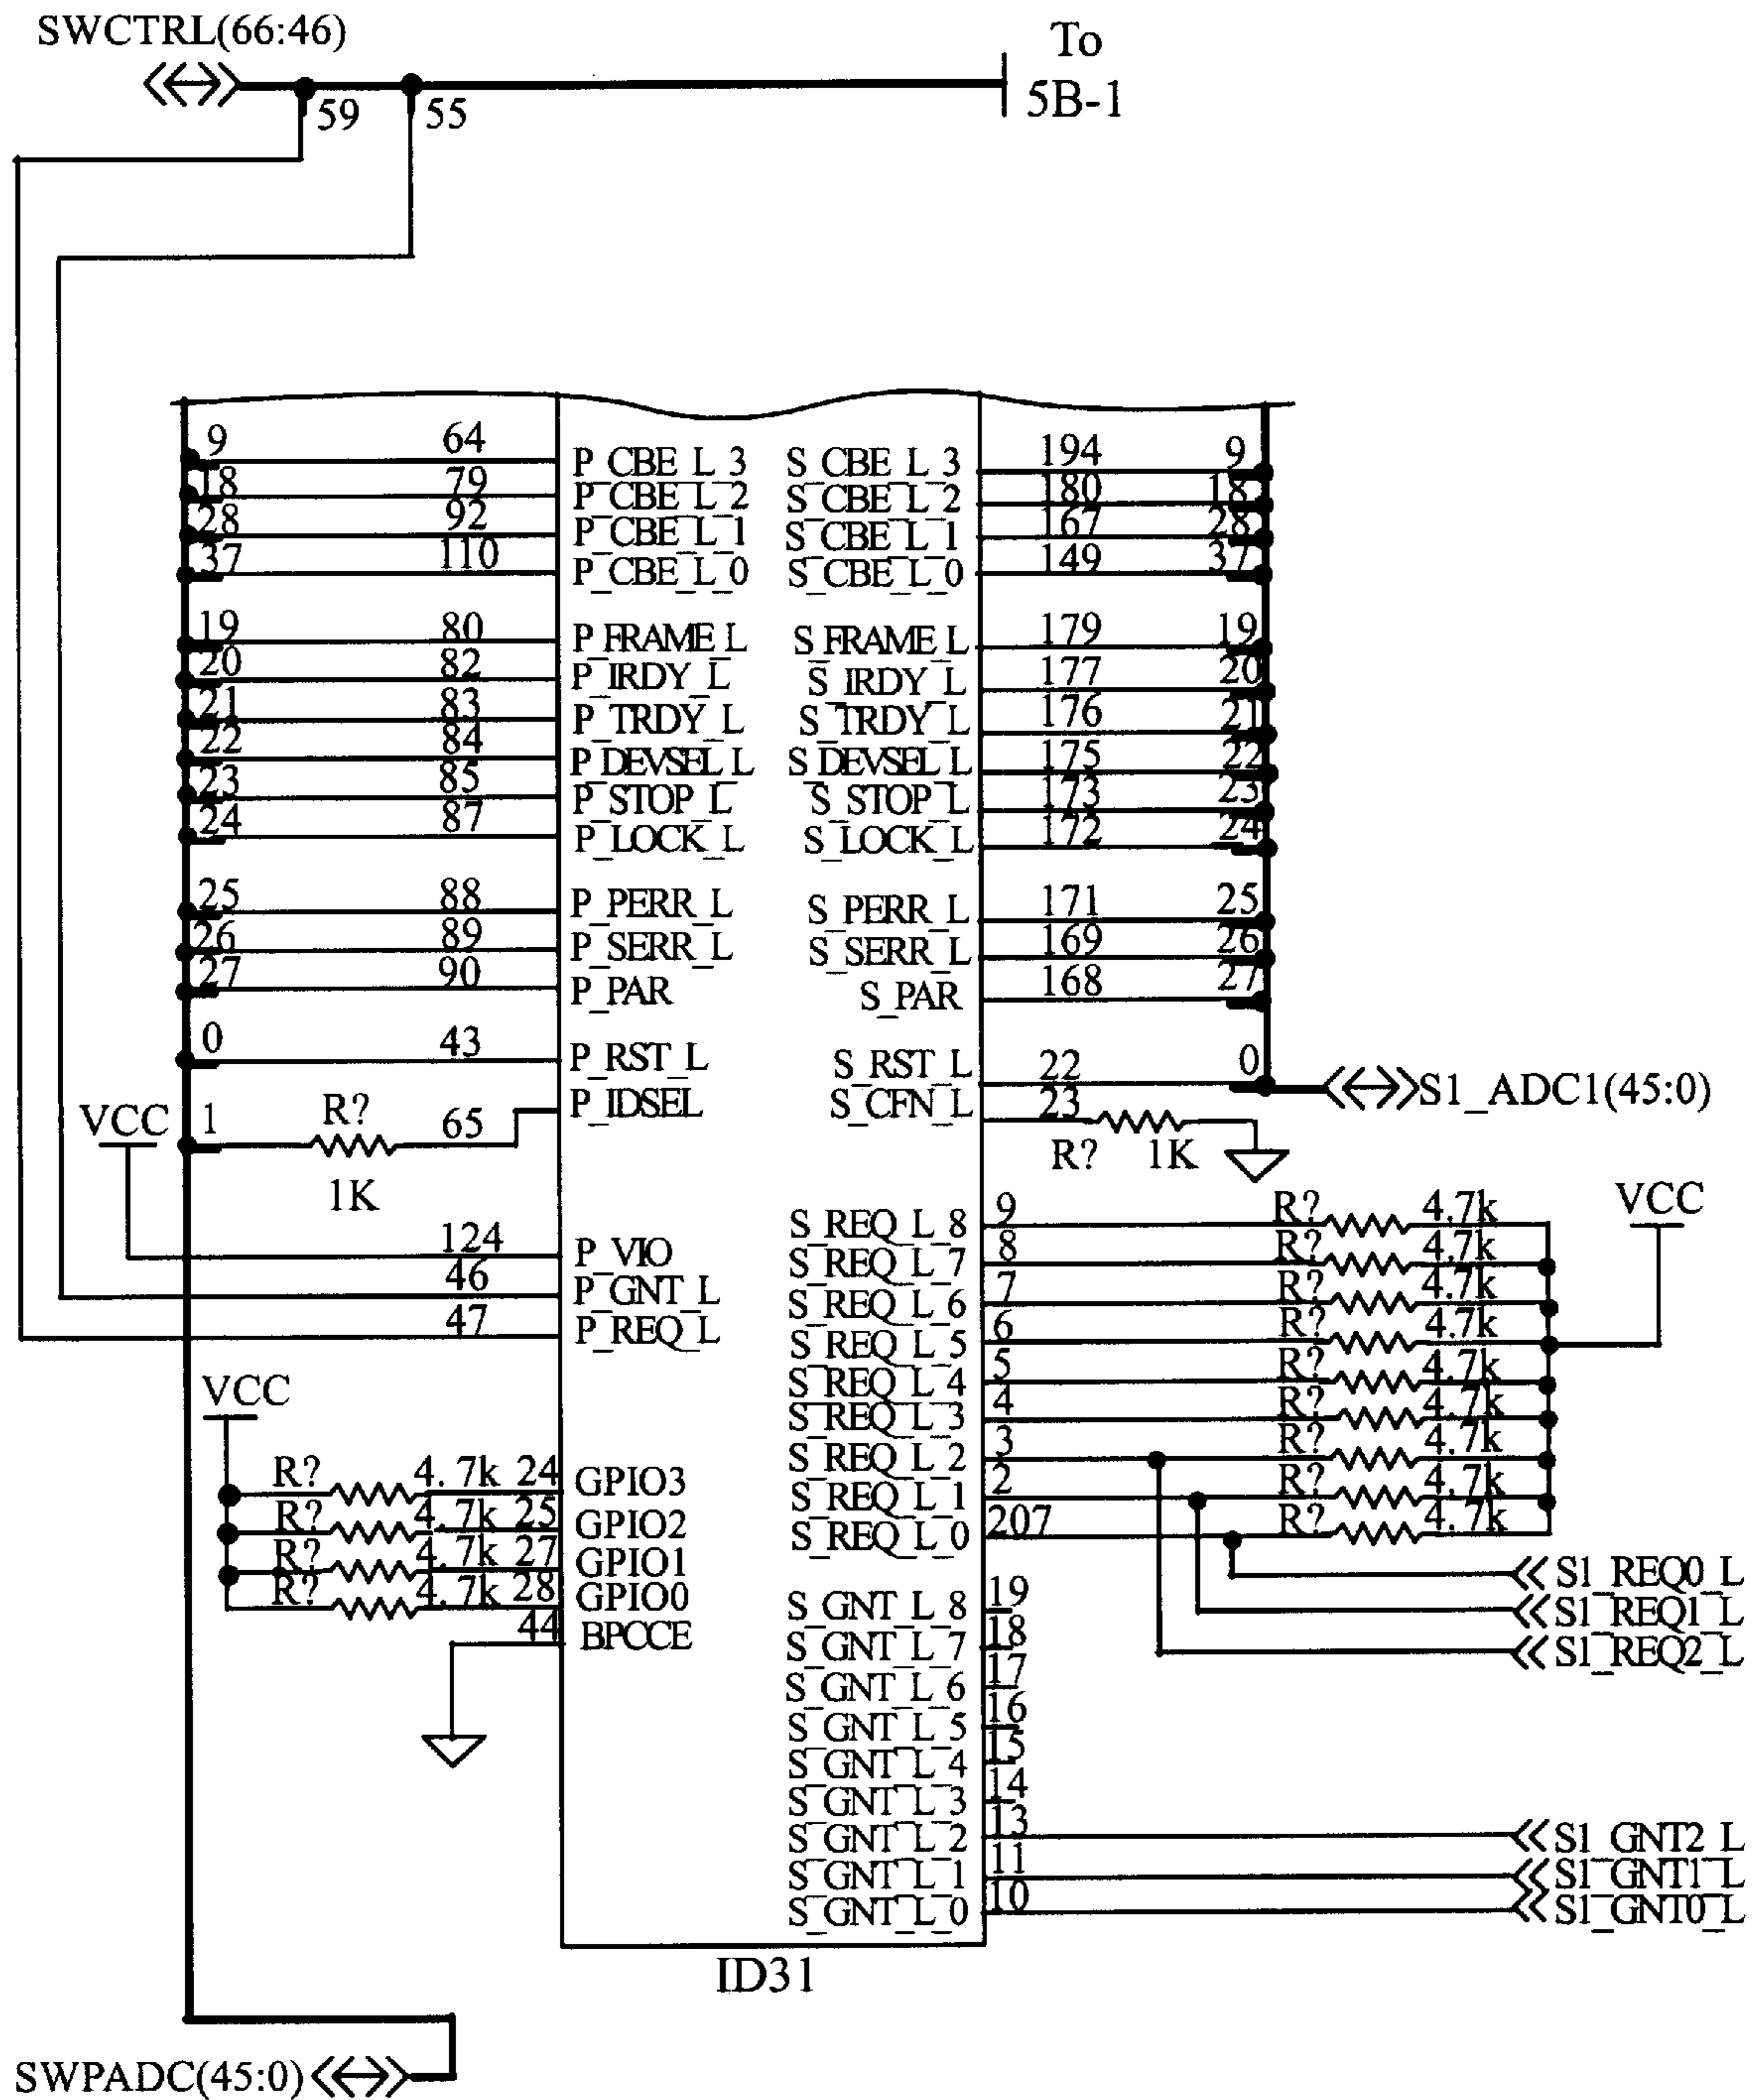 SWCTRL(66:46)
To
5B-1
59 55
9 64 P_CBE_L_3 S_CBE_L_3 194 9
18 79 P_CBE_L_2 S_CBE_L_2 180 18
28 92 P_CBE_L_1 S_CBE_L_1 167 28
37 110 P_CBE_L_0 S_CBE_L_0 149 37
19 80 P_FRAME_L S_FRAME_L 179 19
20 82 P_IRDY_L S_IRDY_L 177 20
21 83 P_TRDY_L S_TRDY_L 176 21
22 84 P_DEVSEL_L S_DEVSEL_L 175 22
23 85 P_STOP_L S_STOP_L 173 23
24 87 P_LOCK_L S_LOCK_L 172 24
25 88 P_PERR_L S_PERR_L 171 25
26 89 P_SERR_L S_SERR_L 169 26
27 90 P_PAR S_PAR 168 27
0 43 P_RST_L S_RST_L 22 0
S1_ADC1(45:0)
VCC 1 R? 65 P_IDSEL S_CFN_L 23
1K R? 1K
124 P_VIO
46 P_GNT_L
47 P_REQ_L
VCC
S_REQ_L_8 9 R? 4.7k
S_REQ_L_7 8 R? 4.7k
S_REQ_L_6 7 R? 4.7k
S_REQ_L_5 6 R? 4.7k
S_REQ_L_4 5 R? 4.7k
S_REQ_L_3 4 R? 4.7k
S_REQ_L_2 3 R? 4.7k
S_REQ_L_1 2 R? 4.7k
S_REQ_L_0 207 R? 4.7k
VCC
R? 4.7k 24 GPIO3
R? 4.7k 25 GPIO2
R? 4.7k 27 GPIO1
R? 4.7k 28 GPIO0
44 BPCCE
S1_REQ0_L
S1_REQ1_L
S1_REQ2_L
S_GNT_L_8 19
S_GNT_L_7 18
S_GNT_L_6 17
S_GNT_L_5 16
S_GNT_L_4 15
S_GNT_L_3 14
S_GNT_L_2 13 S1_GNT2_L
S_GNT_L_1 11 S1_GNT1_L
S_GNT_L_0 10 S1_GNT0_L
ID31
SWPADC(45:0)